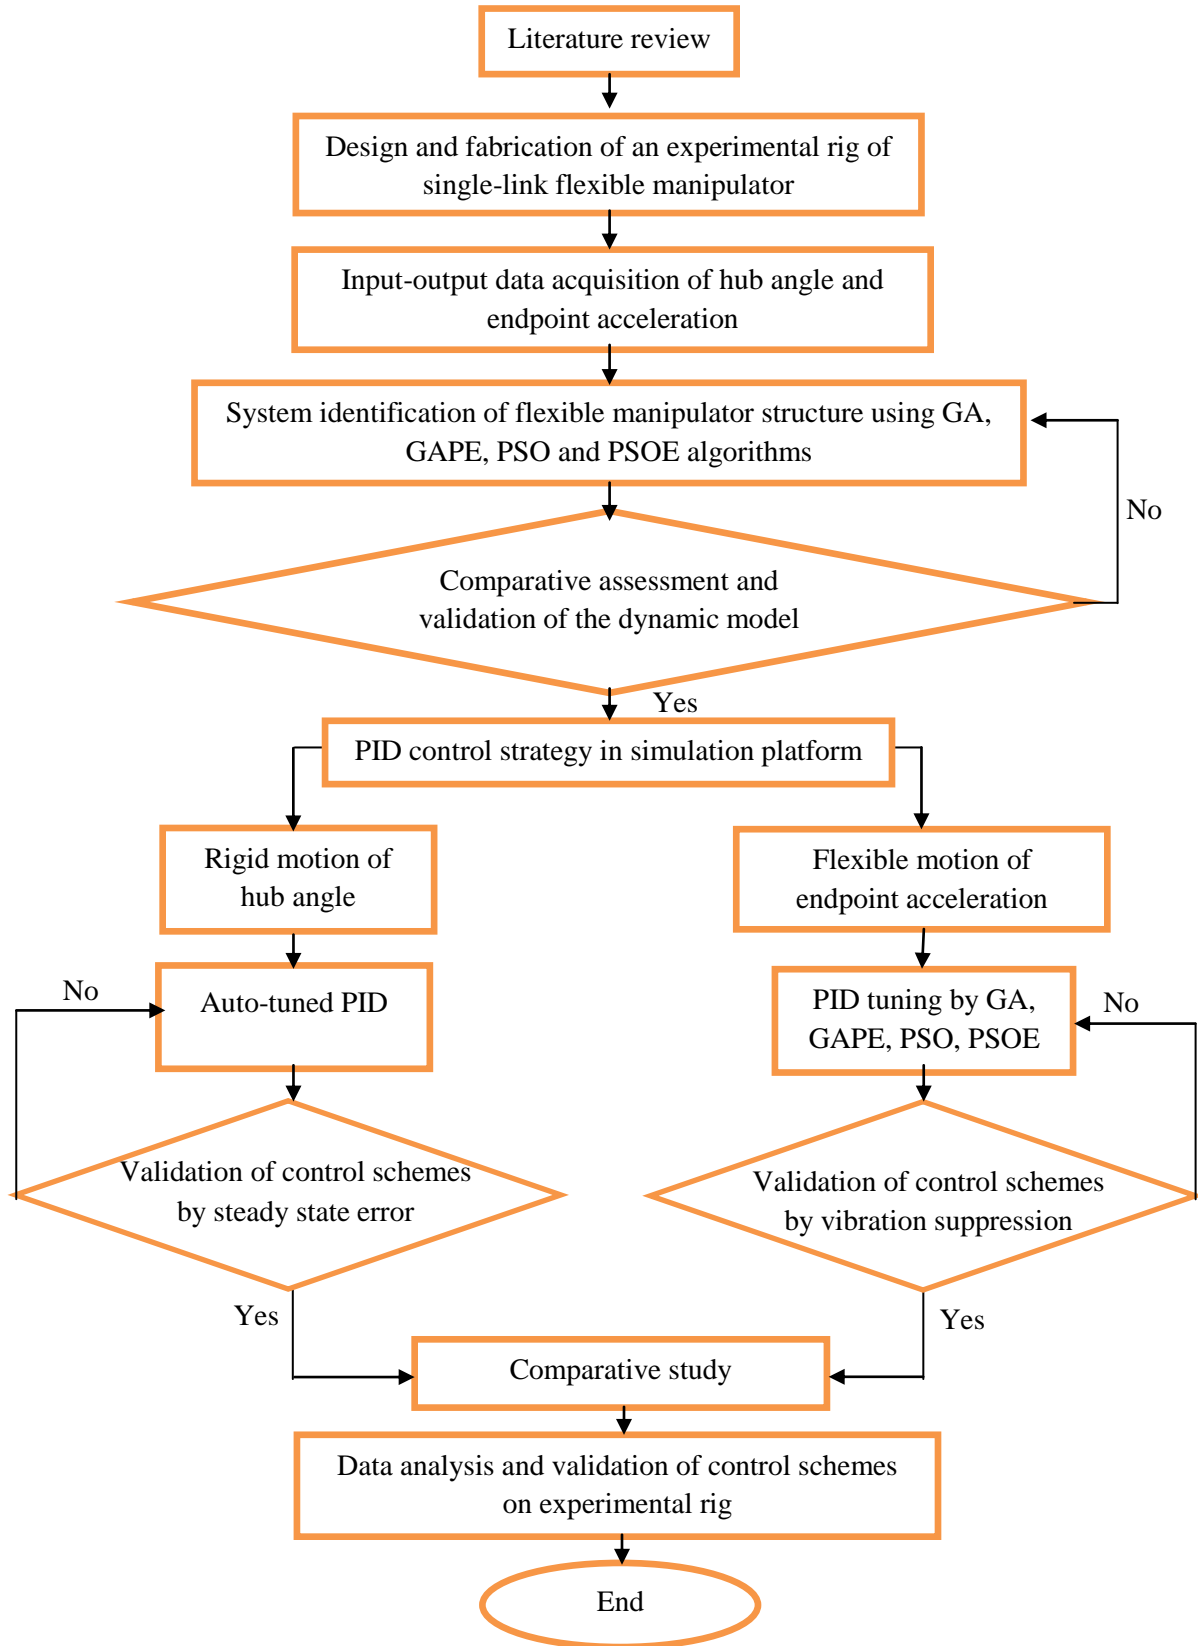 Literature review
Design and fabrication of an experimental rig of
single-link flexible manipulator
Input-output data acquisition of hub angle and
endpoint acceleration
System identification of flexible manipulator structure using GA,
GAPE, PSO and PSOE algorithms
No
Comparative assessment and
validation of the dynamic model
Yes
PID control strategy in simulation platform
Rigid motion of
hub angle
Flexible motion of
endpoint acceleration
No
Auto-tuned PID
PID tuning by GA,
GAPE, PSO, PSOE
No
Validation of control schemes
by steady state error
Validation of control schemes
by vibration suppression
Yes
Yes
Comparative study
Data analysis and validation of control schemes
on experimental rig
End